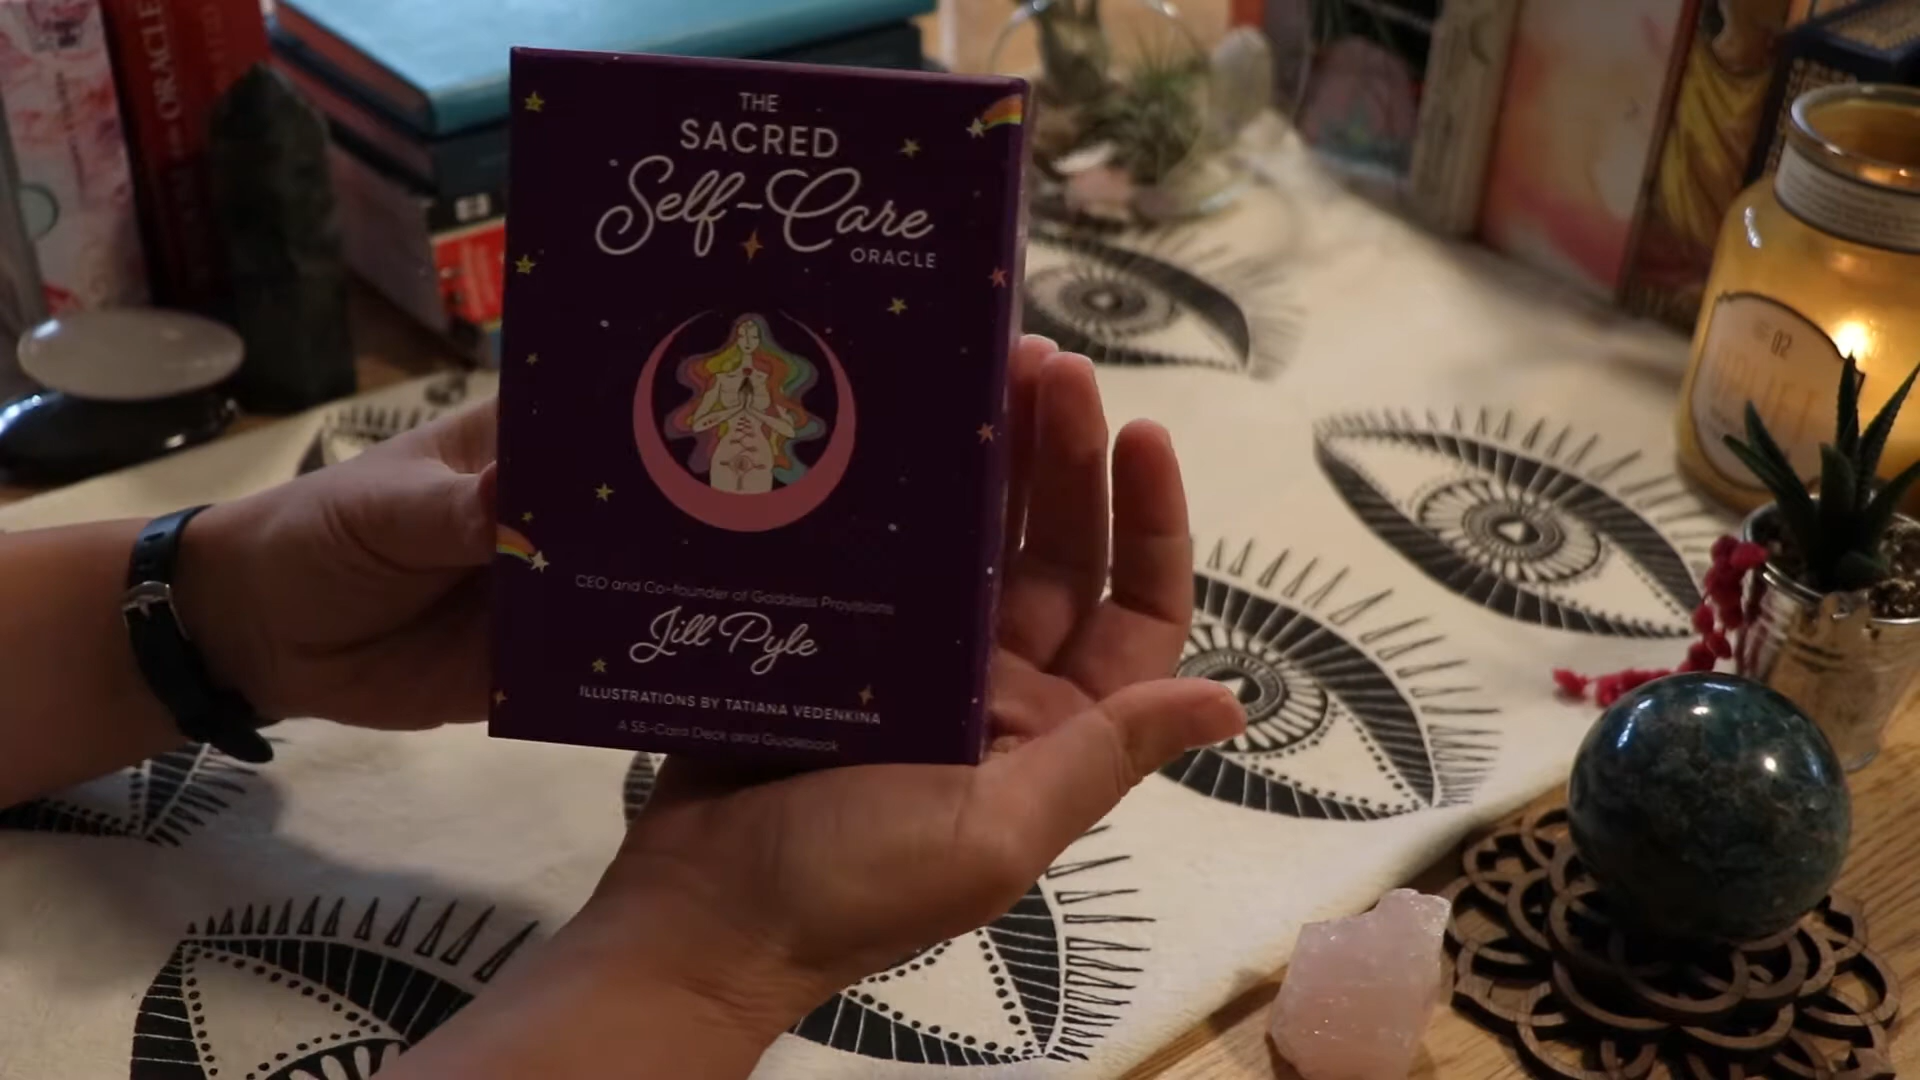 THE
SACRED
Self-Care
ORACLE
CEO and Co-founder of Goddess Provisions
Jill Pyle
ILLUSTRATIONS BY TATIANA VEDENKINA
A 55-Card Deck and Guidebook
ORACLE
02